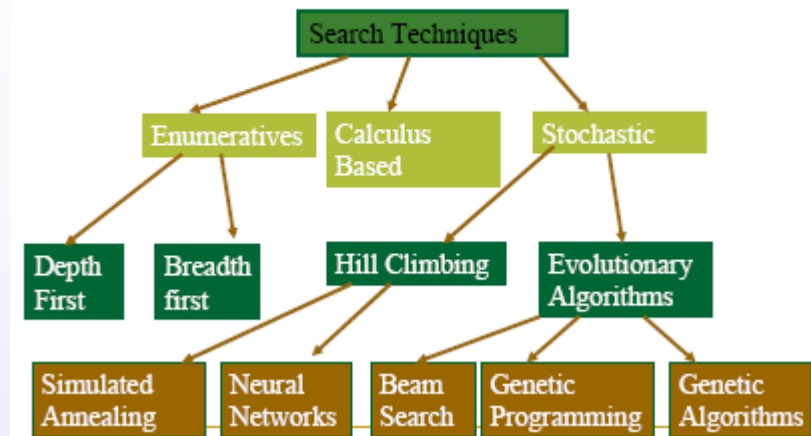 Search Techniques
Enumeratives
Calculus
Based
Stochastic
Depth
First
Breadth
first
Hill Climbing
Evolutionary
Algorithms
Simulated
Annealing
Neural
Networks
Beam
Search
Genetic
Programming
Genetic
Algorithms